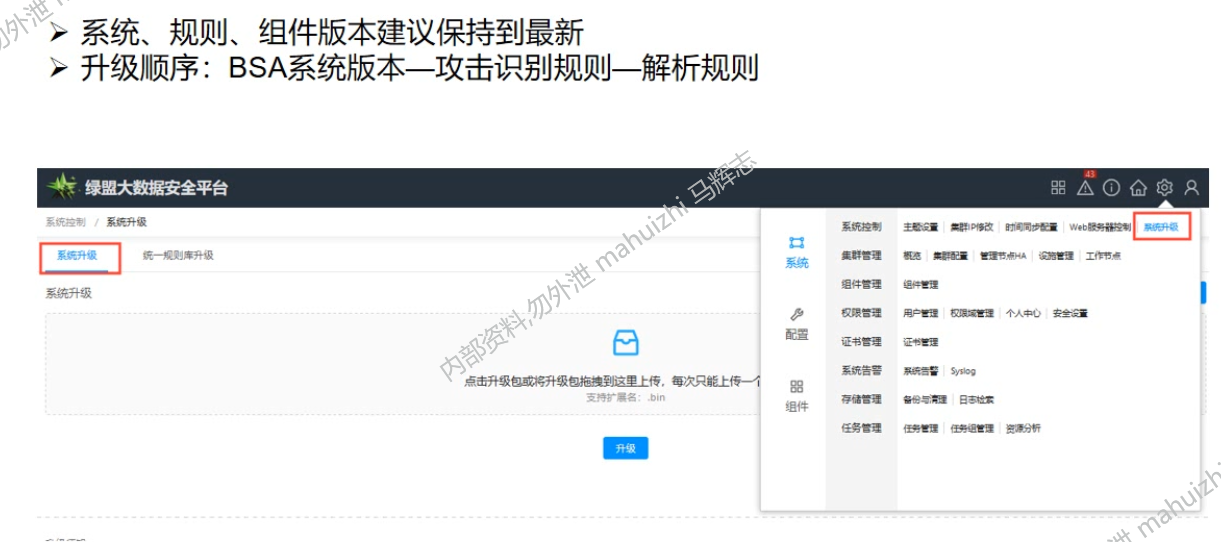 ➢ 系统、规则、组件版本建议保持到最新
➢ 升级顺序：BSA系统版本—攻击识别规则—解析规则
绿盟大数据安全平台
43
系统控制 / 系统升级
系统升级 统一规则库升级
系统升级
点击升级包或将升级包拖拽到这里上传，每次只能上传一个
支持扩展名：.bin
升级
系统
配置
组件
系统控制 主题设置 集群IP修改 时间同步配置 Web服务器控制 系统升级
集群管理 概览 集群配置 管理节点HA 设施管理 工作节点
组件管理 组件管理
权限管理 用户管理 权限域管理 个人中心 安全设置
证书管理 证书管理
系统告警 系统告警 Syslog
存储管理 备份与清理 日志检索
任务管理 任务管理 任务组管理 资源分析
内部资料,勿外泄 mahuizhi 马辉志
勿外泄
泄 mahuizhi